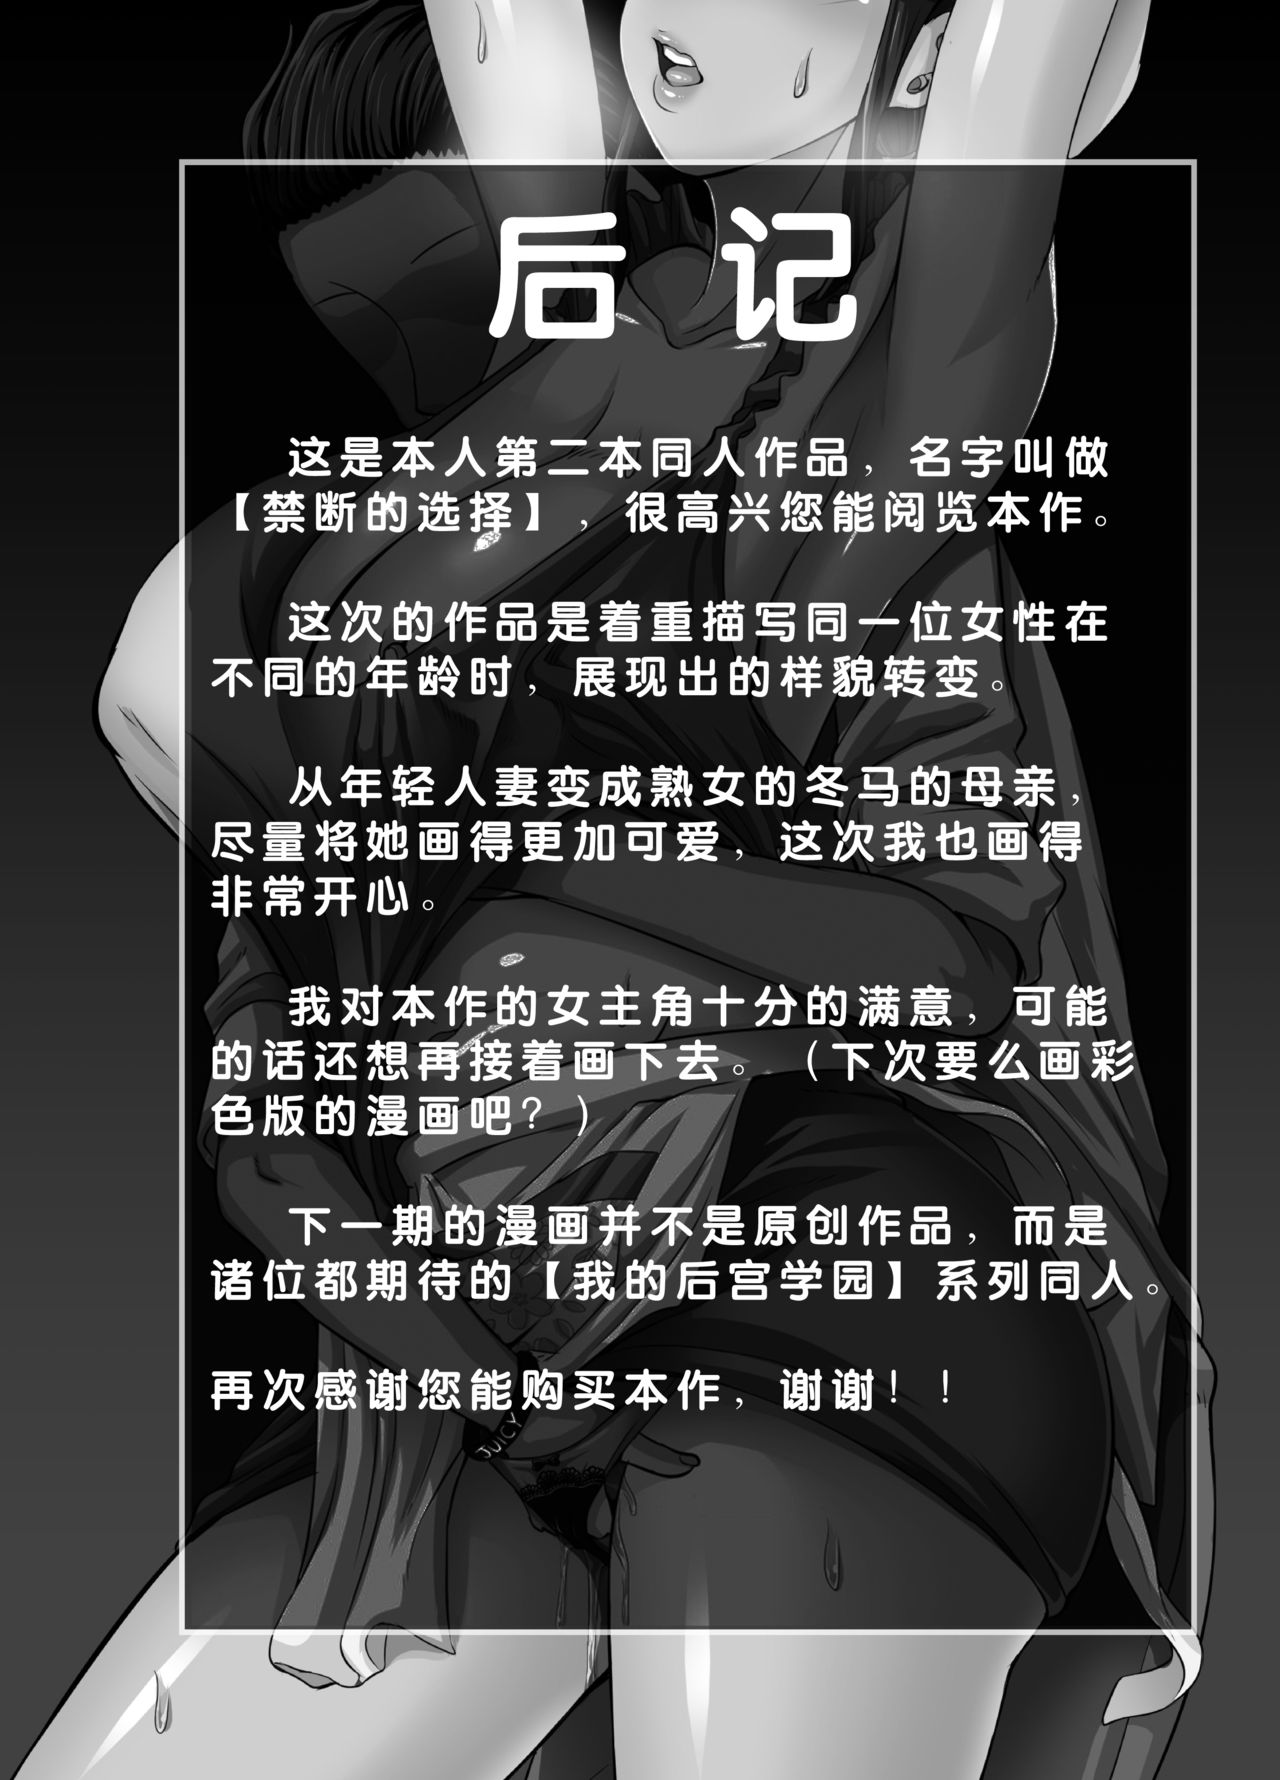 后记
这是本人第二本同人作品，名字叫做
【禁断的选择】，很高兴您能阅览本作。
这次的作品是着重描写同一位女性在
不同的年龄时，展现出的样貌转变。
从年轻人妻变成熟女的冬马的母亲，
尽量将她画得更加可爱，这次我也画得
非常开心。
我对本作的女主角十分的满意，可能
的话还想再接着画下去。（下次要么画彩
色版的漫画吧？）
下一期的漫画并不是原创作品，而是
诸位都期待的【我的后宫学园】系列同人。
再次感谢您能购买本作，谢谢！！
JUICY